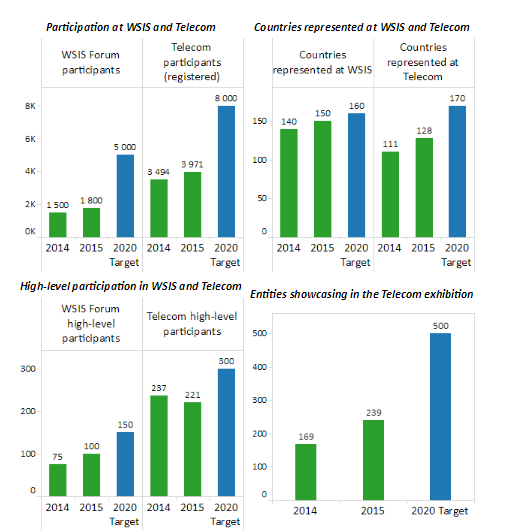 Participation at WSIS and Telecom
WSIS Forum
participants
Telecom
participants
(registered)
8K
6K
4K
2K
0K
1 500
1 800
5 000
3 494
3 971
8 000
2014
2015
2020
Target
2014
2015
2020
Target
Countries represented at WSIS and Telecom
Countries
represented at WSIS
Countries
represented at
Telecom
150
100
50
0
140
150
160
111
128
170
2014
2015
2020
Target
2014
2015
2020
Target
High-level participation in WSIS and Telecom
WSIS Forum
high-level
participants
Telecom high-level
participants
300
200
100
0
75
100
150
237
221
300
2014
2015
2020
Target
2014
2015
2020
Target
Entities showcasing in the Telecom exhibition
500
400
300
200
100
0
169
239
500
2014
2015
2020 Target